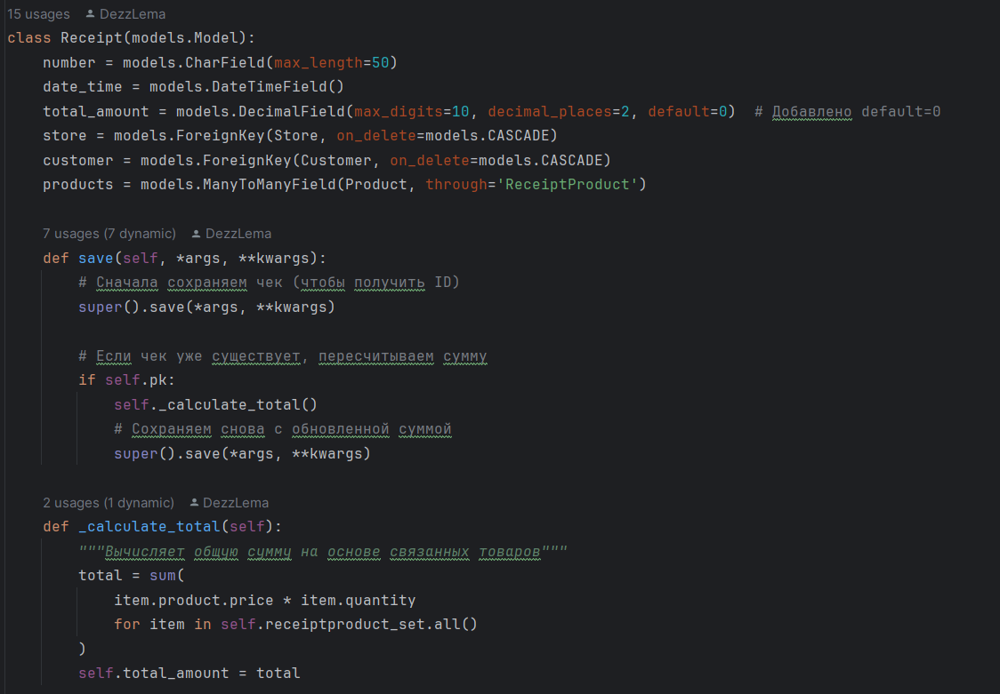 15 usages DezzLema
class Receipt(models.Model):
    number = models.CharField(max_length=50)
    date_time = models.DateTimeField()
    total_amount = models.DecimalField(max_digits=10, decimal_places=2, default=0)  # Добавлено default=0
    store = models.ForeignKey(Store, on_delete=models.CASCADE)
    customer = models.ForeignKey(Customer, on_delete=models.CASCADE)
    products = models.ManyToManyField(Product, through='ReceiptProduct')
    7 usages (7 dynamic) DezzLema
    def save(self, *args, **kwargs):
        # Сначала сохраняем чек (чтобы получить ID)
        super().save(*args, **kwargs)
        # Если чек уже существует, пересчитываем сумму
        if self.pk:
            self._calculate_total()
            # Сохраняем снова с обновленной суммой
            super().save(*args, **kwargs)
    2 usages (1 dynamic) DezzLema
    def _calculate_total(self):
        """Вычисляет общую сумму на основе связанных товаров"""
        total = sum(
            item.product.price * item.quantity
            for item in self.receiptproduct_set.all()
        )
        self.total_amount = total